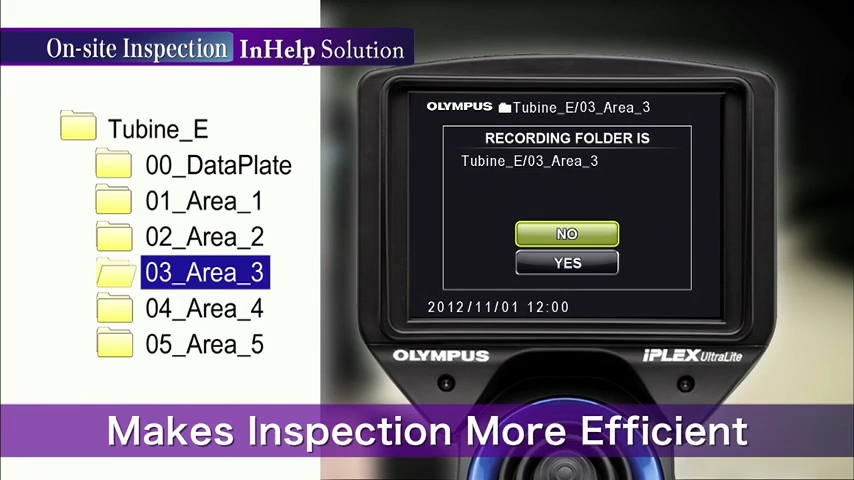 On-site Inspection InHelp Solution
Tubine_E
00_DataPlate
01_Area_1
02_Area_2
03_Area_3
04_Area_4
05_Area_5
OLYMPUS Tubine_E/03_Area_3
RECORDING FOLDER IS
Tubine_E/03_Area_3
NO
YES
2012/11/01 12:00
OLYMPUS iPLEX UltraLite
Makes Inspection More Efficient